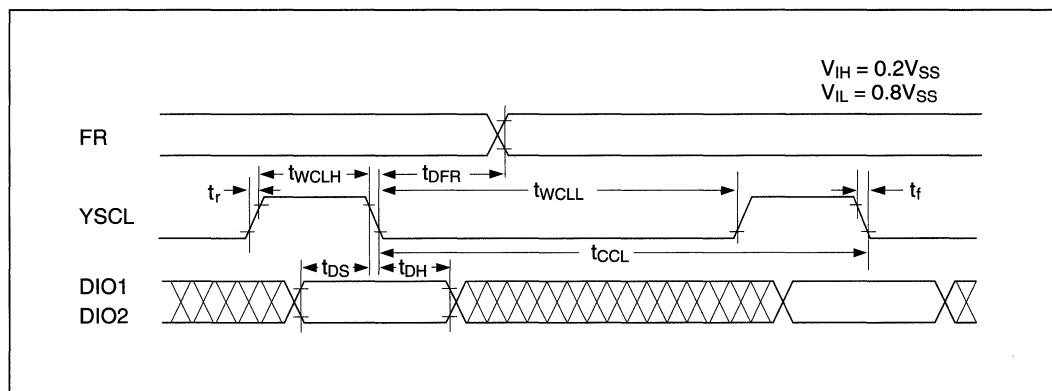 VIH = 0.2VSS
VIL = 0.8VSS
FR
tWCLH
tDFR
tr
tWCLL
tf
YSCL
tCCL
tDS
tDH
DIO1
DIO2